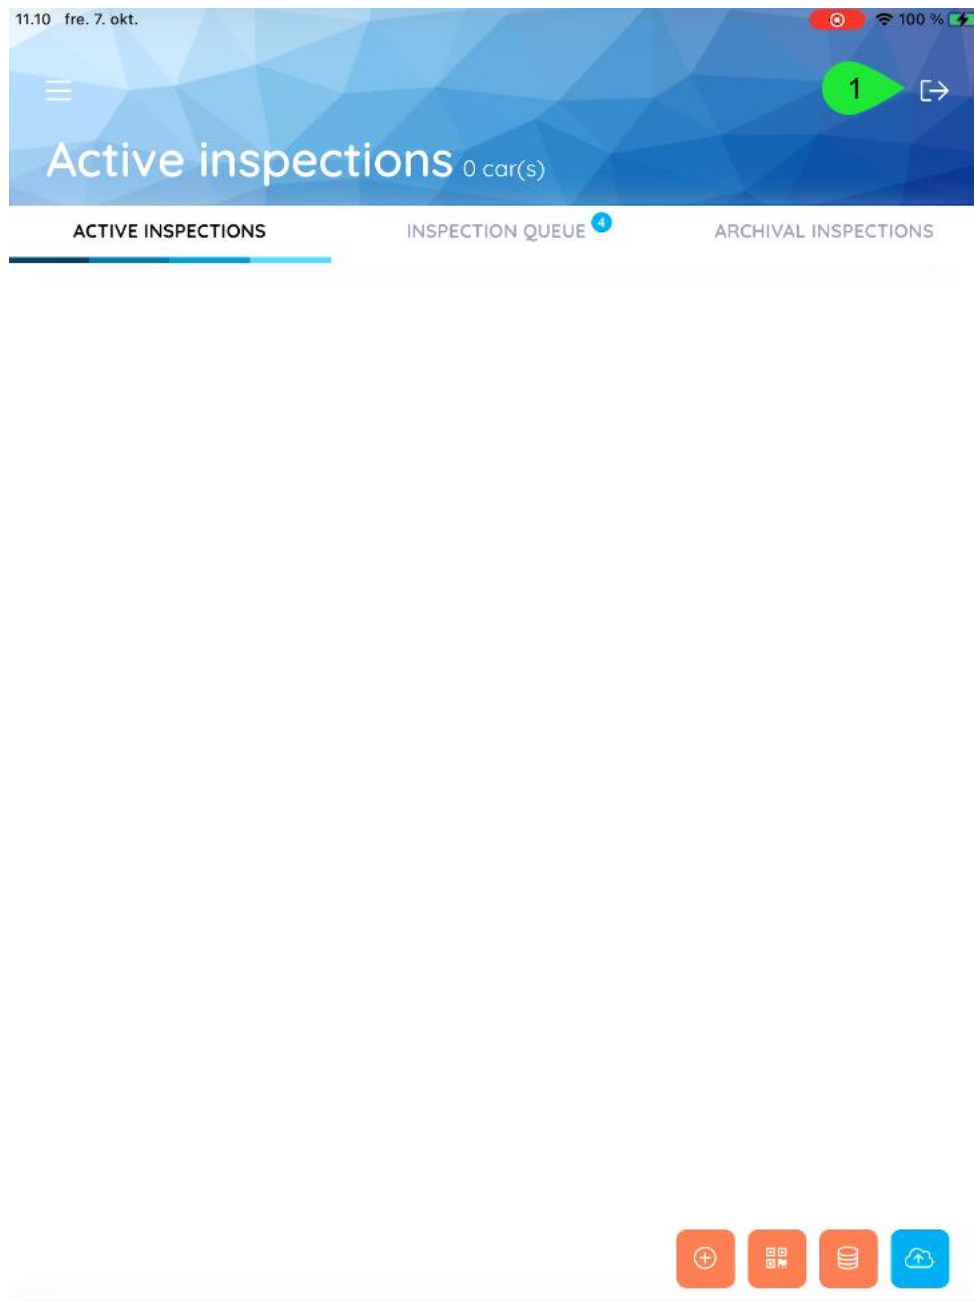 11.10 fre. 7. okt. 100 %
1
Active inspections 0 car(s)
ACTIVE INSPECTIONS INSPECTION QUEUE 4 ARCHIVAL INSPECTIONS